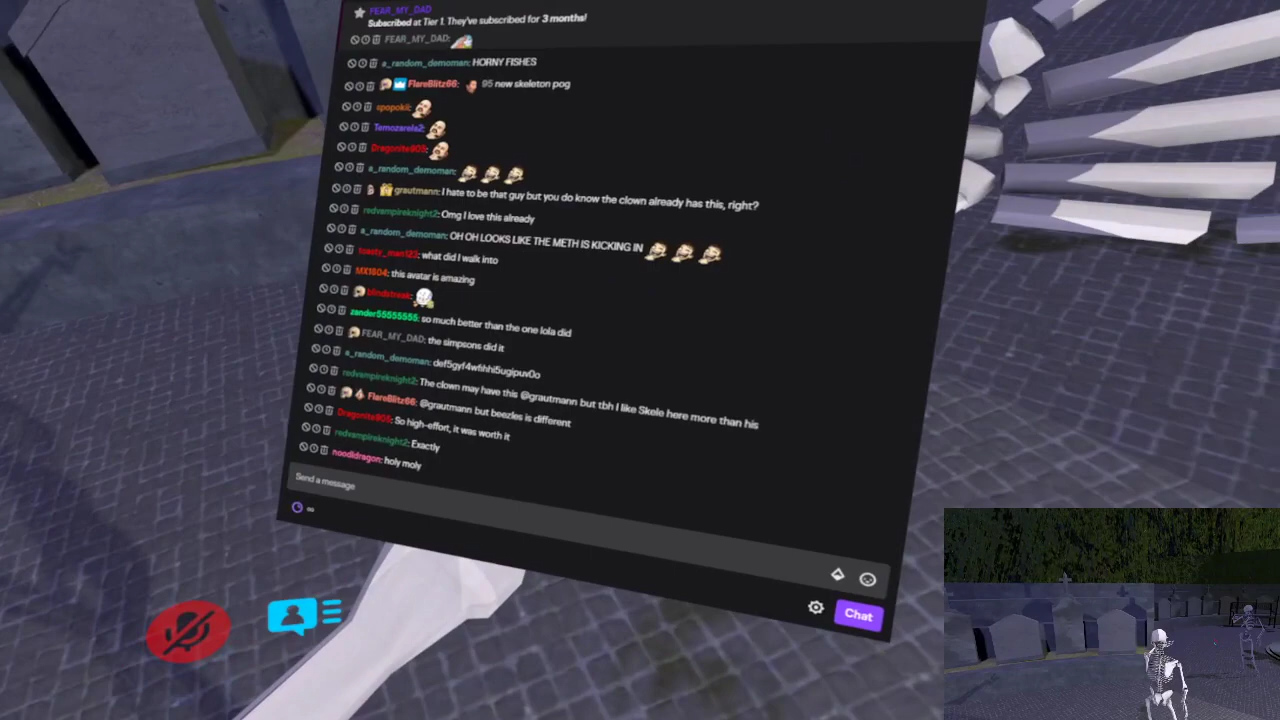 FEAR_MY_DAD
Subscribed at Tier 1. They've subscribed for 3 months!
FEAR_MY_DAD:
a_random_demoman: HORNY FISHES
FlareBlitz66: 95 new skeleton pog
spopokii:
Temozarela2:
Dragonite805:
a_random_demoman:
grautmann: I hate to be that guy but you do know the clown already has this, right?
redvampireknight2: Omg I love this already
a_random_demoman: OH OH LOOKS LIKE THE METH IS KICKING IN
toasty_man123: what did I walk into
MX1804: this avatar is amazing
blindstreak:
zander55555555: so much better than the one lola did
FEAR_MY_DAD: the simpsons did it
a_random_demoman: def5gyf4wfihhi5ugipuv0o
redvampireknight2: The clown may have this @grautmann but tbh I like Skele here more than his
FlareBlitz66: @grautmann but beezles is different
Dragonite805: So high-effort, it was worth it
redvampireknight2: Exactly
noodldragon: holy moly
Send a message
∞
Chat